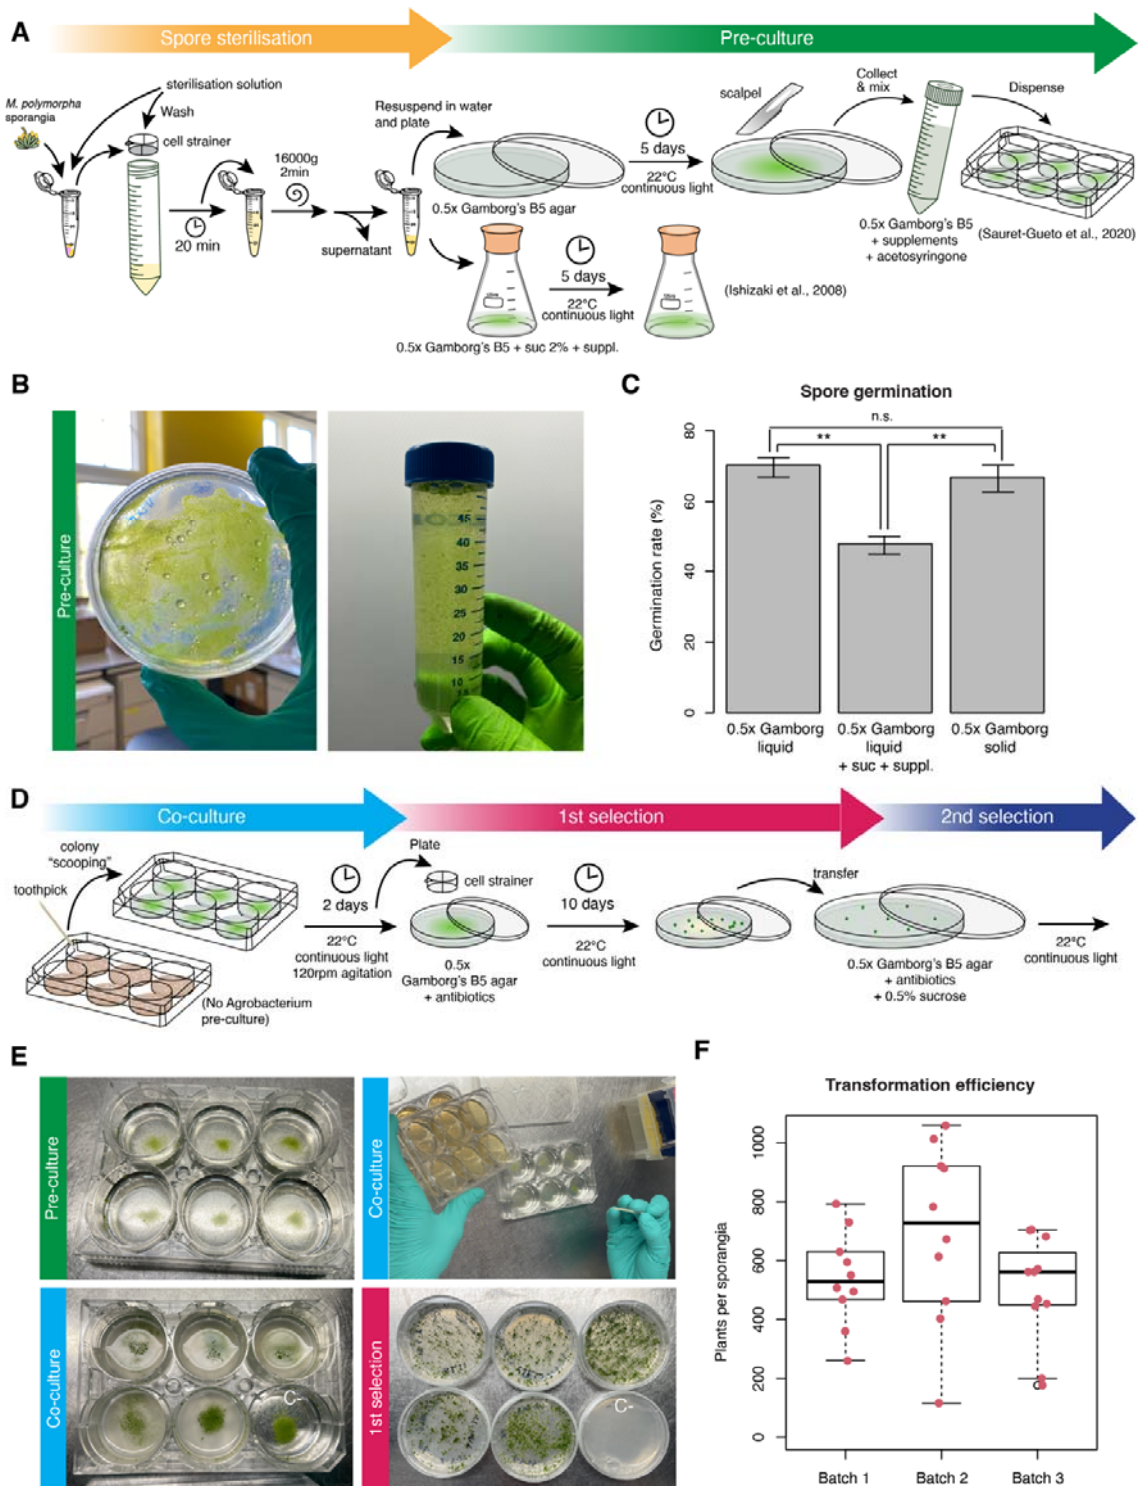 A
Spore sterilisation
Pre-culture
M. polymorpha
sporangia
sterilisation solution
Wash
cell strainer
20 min
16000g
2min
supernatant
Resuspend in water
and plate
0.5x Gamborg's B5 agar
5 days
22°C
continuous light
scalpel
Collect
& mix
Dispense
0.5x Gamborg's B5
+ supplements
+ acetosyringone
(Sauret-Gueto et al., 2020)
5 days
22°C
continuous light
(Ishizaki et al., 2008)
0.5x Gamborg's B5 + suc 2% + suppl.
B
Pre-culture
45
40
35
30
25
20
15
10
C
Spore germination
n.s.
**
**
Germination rate (%)
80
60
40
20
0
0.5x Gamborg
liquid
0.5x Gamborg
liquid
+ suc + suppl.
0.5x Gamborg
solid
D
Co-culture
1st selection
2nd selection
colony
"scooping"
toothpick
(No Agrobacterium
pre-culture)
2 days
22°C
continuous light
120rpm agitation
Plate
cell strainer
0.5x
Gamborg's B5 agar
+ antibiotics
10 days
22°C
continuous light
transfer
0.5x Gamborg's B5 agar
+ antibiotics
+ 0.5% sucrose
22°C
continuous light
E
Pre-culture
Co-culture
Co-culture
C-
1st selection
C-
F
Transformation efficiency
Plants per sporangia
1000
800
600
400
200
0
Batch 1
Batch 2
Batch 3